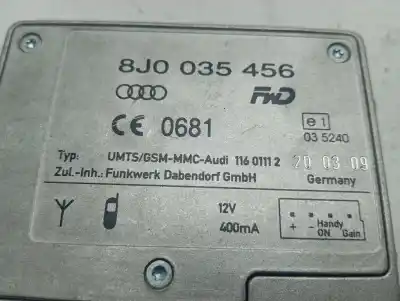 8J0 035 456
FWD
CE 0681
e1
03 5240
Typ: UMTS/GSM-MMC-Audi 116 0111 2
20 03 09
Zul.-Inh.: Funkwerk Dabendorf GmbH
Germany
12V
400mA
+ - Handy Gain
ON